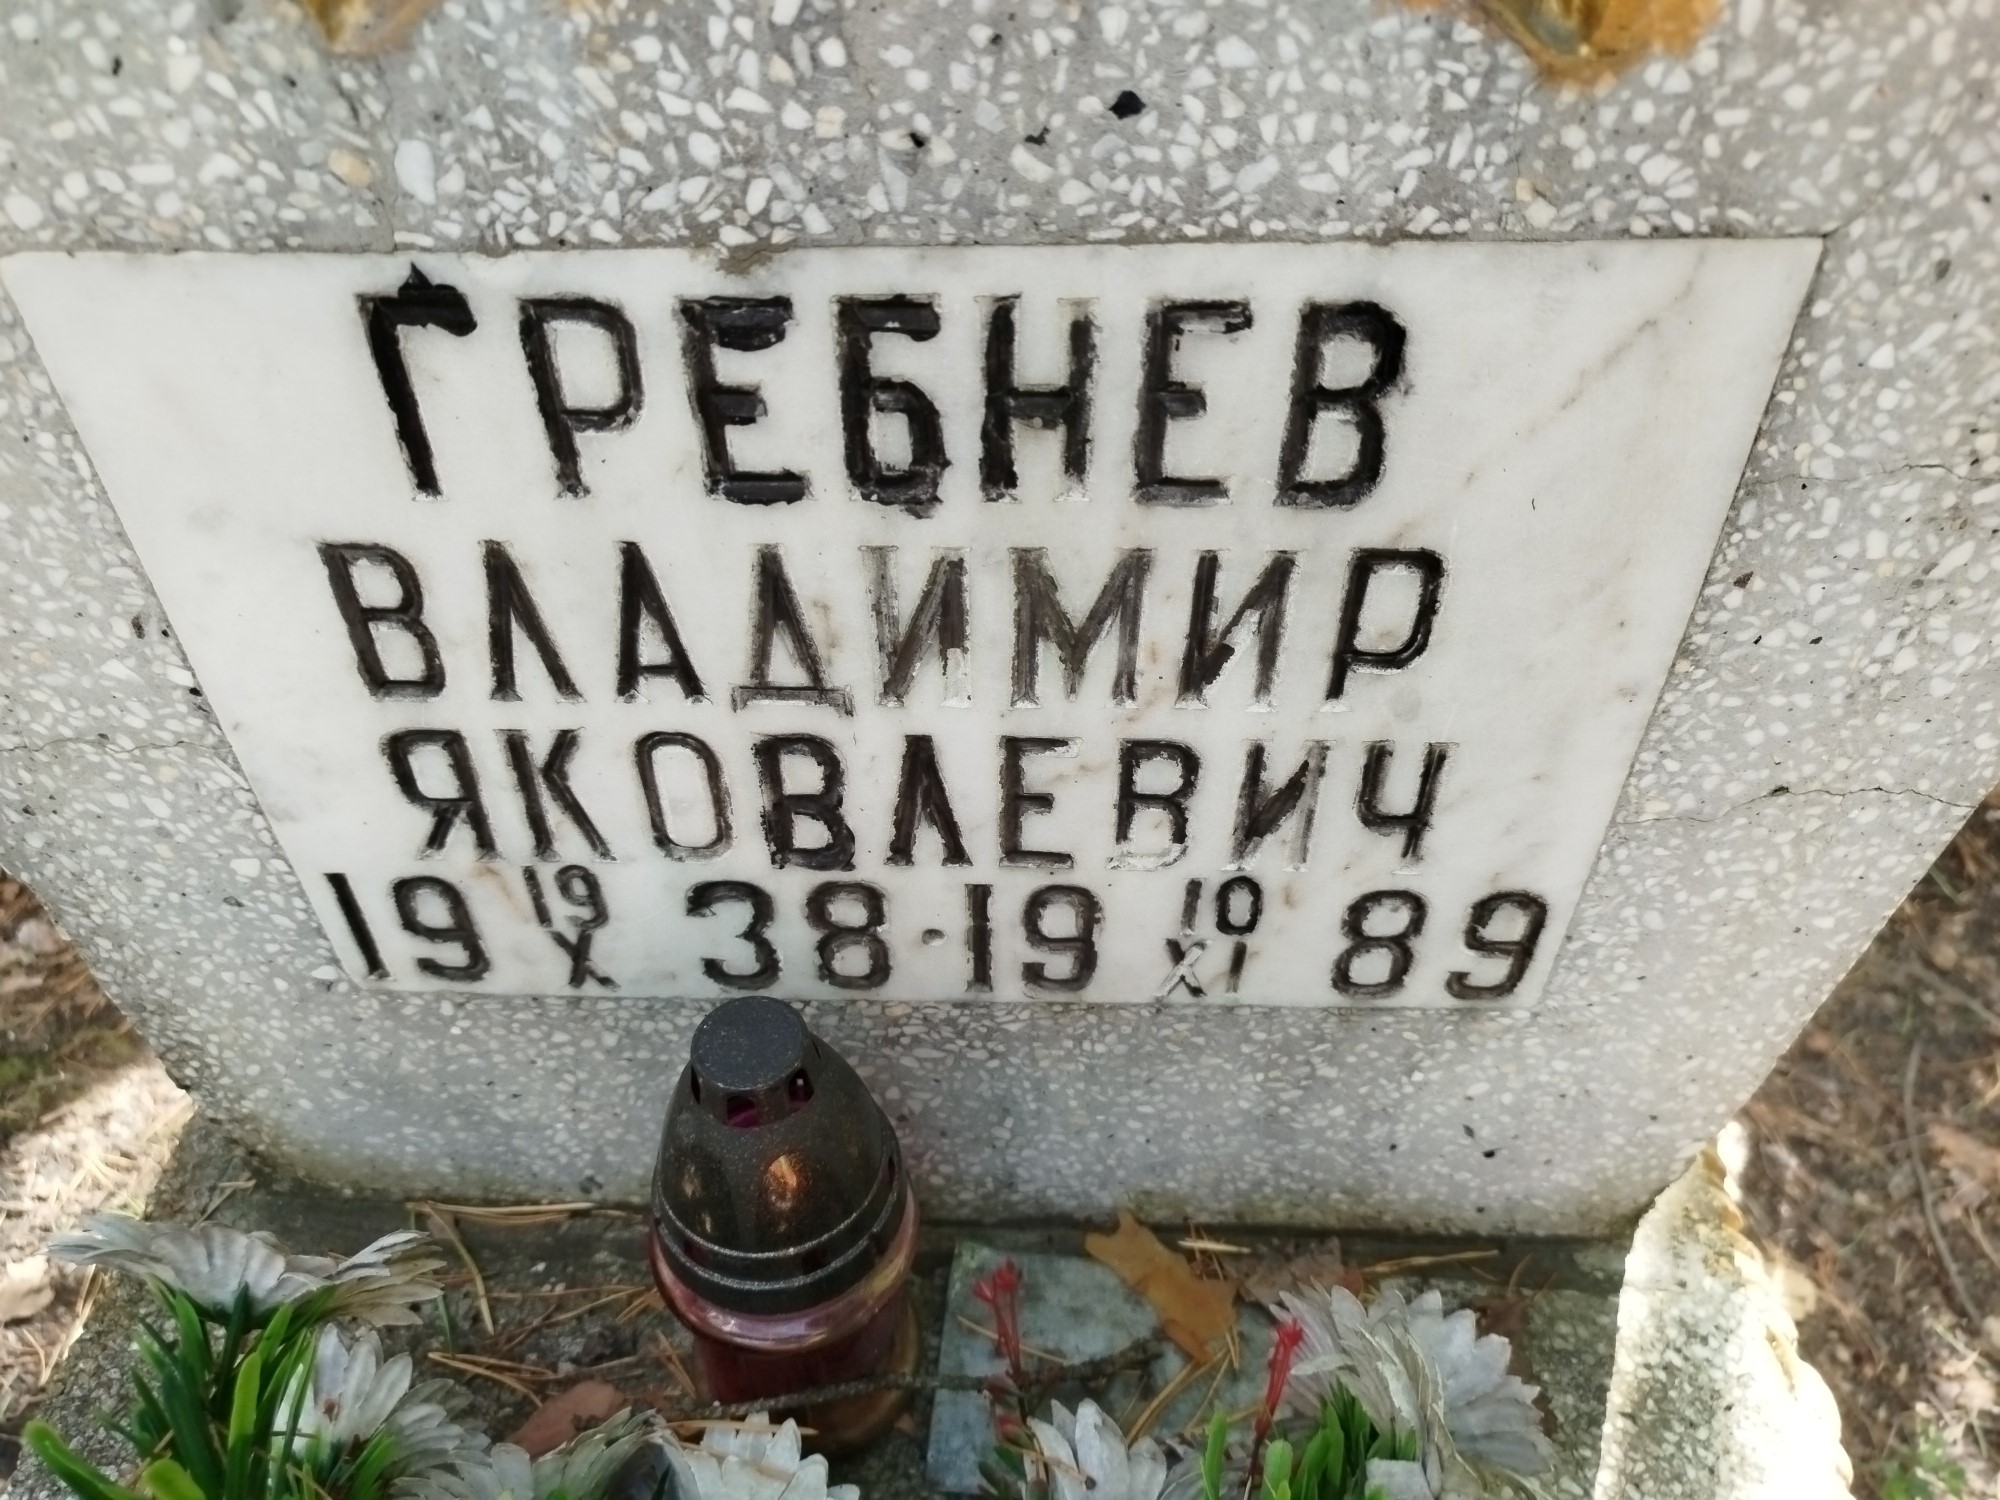 ГРЕБНЕВ
ВЛАДИМИР
ЯКОВЛЕВИЧ
19 19/X 38·19 10/XI 89